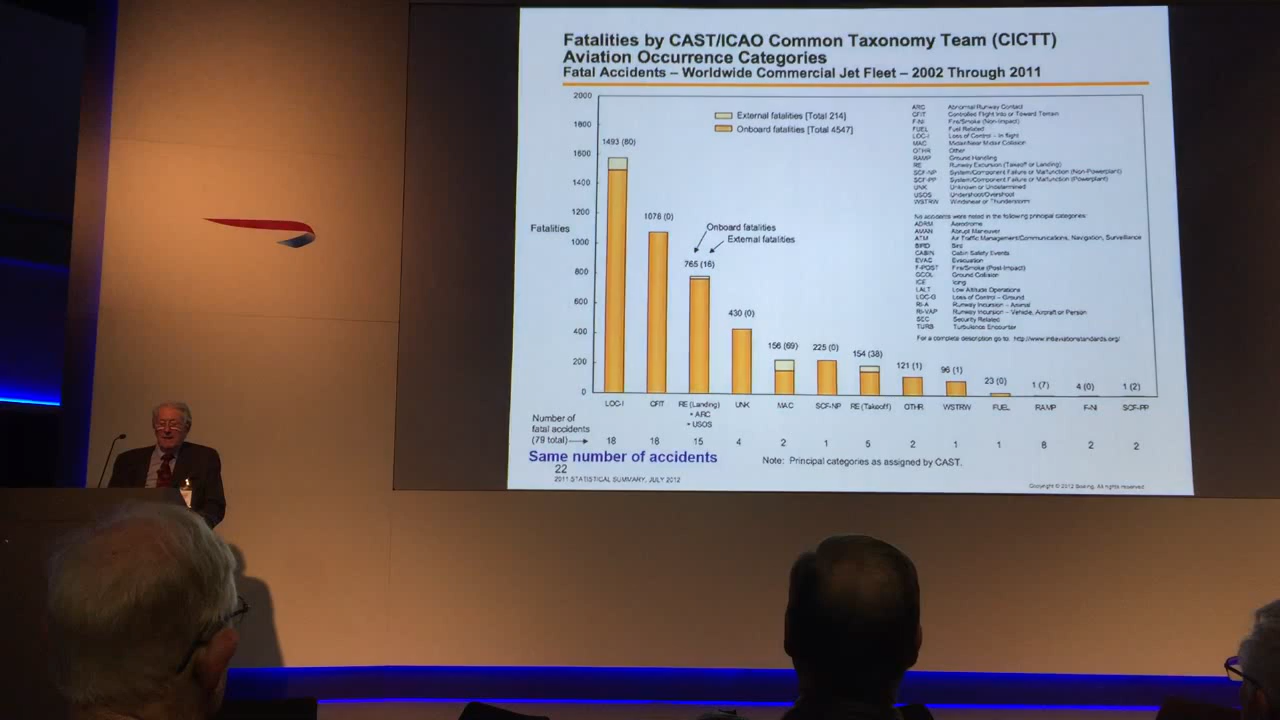 Fatalities by CAST/ICAO Common Taxonomy Team (CICTT)
Aviation Occurrence Categories
Fatal Accidents – Worldwide Commercial Jet Fleet – 2002 Through 2011
2000
1800
1600
1400
1200
1000
800
600
400
200
0
Fatalities
External fatalities [Total 214]
Onboard fatalities [Total 4547]
1493 (80)
1078 (0)
Onboard fatalities
External fatalities
765 (16)
430 (0)
156 (69)
225 (0)
154 (38)
121 (1)
96 (1)
23 (0)
1 (7)
4 (0)
1 (2)
ARC Abnormal Runway Contact
CFIT Controlled Flight Into or Toward Terrain
F-NI Fire/Smoke (Non-Impact)
FUEL Fuel Related
LOC-I Loss of Control – In flight
MAC Midair/Near Midair Collision
OTHR Other
RAMP Ground Handling
RE Runway Excursion (Takeoff or Landing)
SCF-NP System/Component Failure or Malfunction (Non-Powerplant)
SCF-PP System/Component Failure or Malfunction (Powerplant)
UNK Unknown or Undetermined
USOS Undershoot/Overshoot
WSTRW Windshear or Thunderstorm
No accidents were noted in the following principal categories:
ADRM Aerodrome
AMAN Abrupt Maneuver
ATM Air Traffic Management/Communications, Navigation, Surveillance
BIRD Bird
CABIN Cabin Safety Events
EVAC Evacuation
F-POST Fire/Smoke (Post-Impact)
GCOL Ground Collision
ICE Icing
LALT Low Altitude Operations
LOC-G Loss of Control – Ground
RI-A Runway Incursion – Animal
RI-VAP Runway Incursion – Vehicle, Aircraft or Person
SEC Security Related
TURB Turbulence Encounter
For a complete description go to: http://www.intlaviationstandards.org/
LOC-I CFIT RE (Landing) UNK MAC SCF-NP RE (Takeoff) OTHR WSTRW FUEL RAMP F-NI SCF-PP
• ARC
• USOS
Number of
fatal accidents
(79 total) 18 18 15 4 2 1 5 2 1 1 8 2 2
Same number of accidents
Note: Principal categories as assigned by CAST.
22
2011 STATISTICAL SUMMARY, JULY 2012
Copyright © 2012 Boeing. All rights reserved.